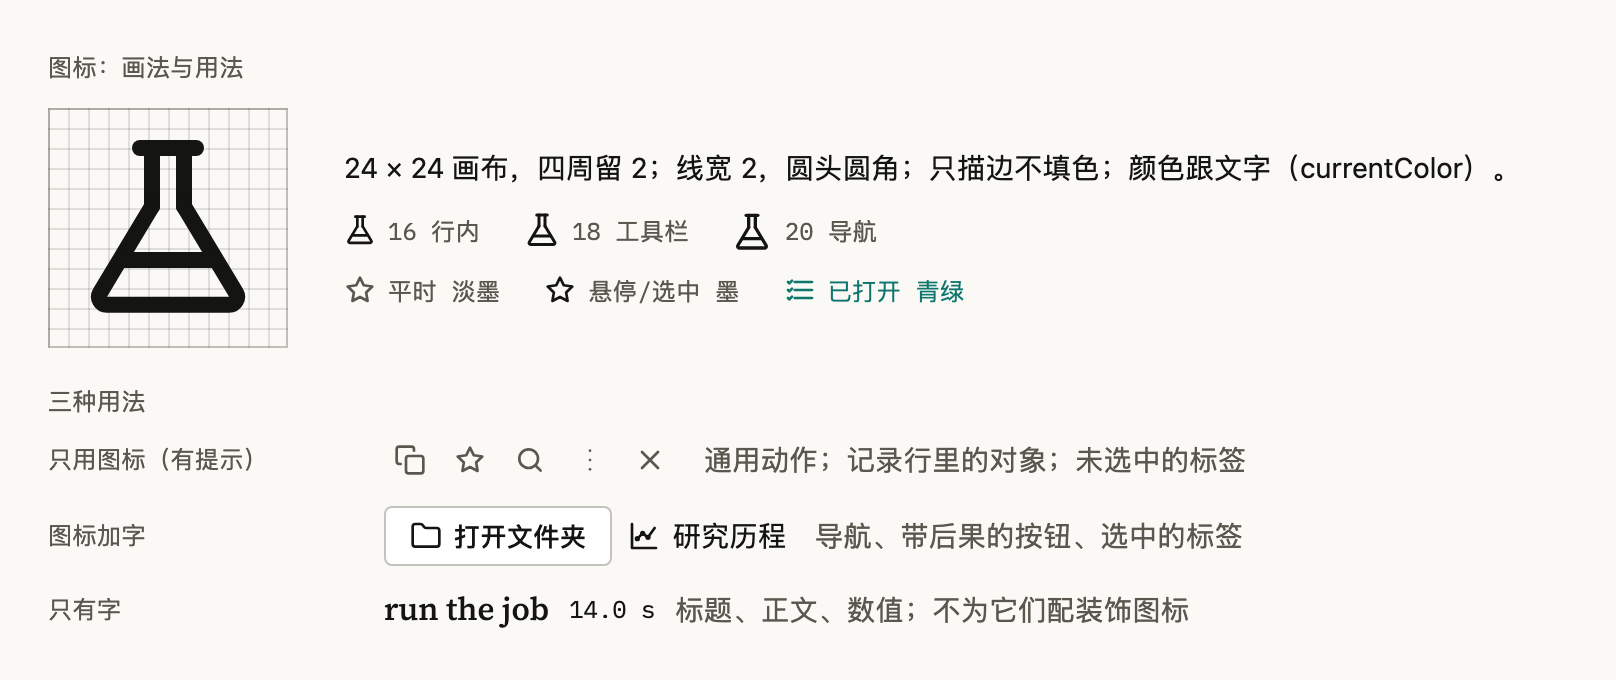 图标：画法与用法
24 × 24 画布，四周留 2；线宽 2，圆头圆角；只描边不填色；颜色跟文字（currentColor）。
16 行内 18 工具栏 20 导航
平时 淡墨 悬停/选中 墨 已打开 青绿
三种用法
只用图标（有提示） 通用动作；记录行里的对象；未选中的标签
图标加字 打开文件夹 研究历程 导航、带后果的按钮、选中的标签
只有字 run the job 14.0 s 标题、正文、数值；不为它们配装饰图标